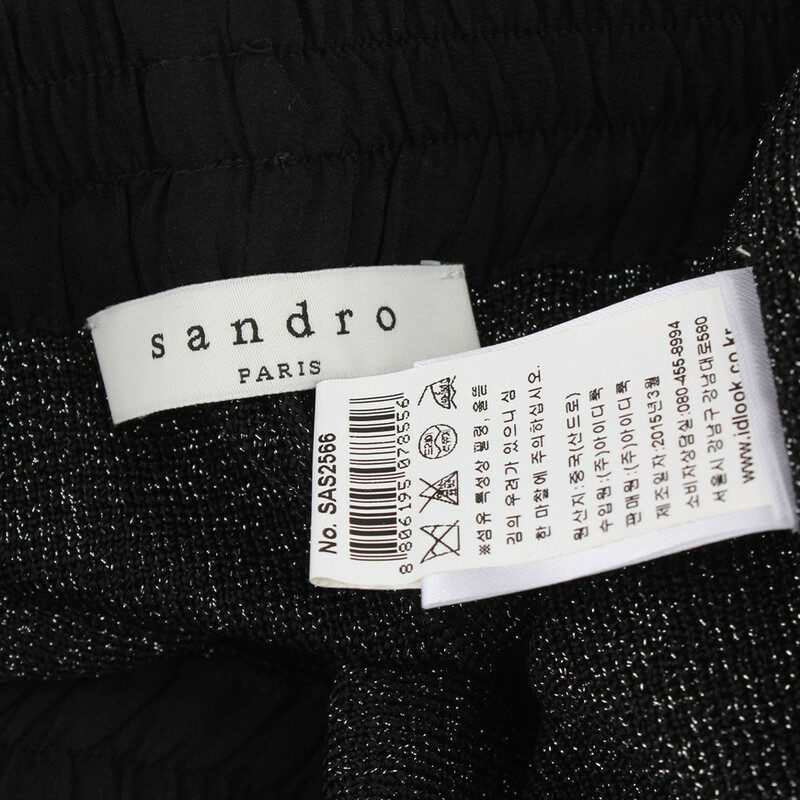 sandro
PARIS
No. SAS2566
8 806195 078556
드라이
※섬유 특성상 필링, 올뜯
김의 우려가 있으니 심
한 마찰에 주의하십시오.
원산지:중국(산드로)
수입원:(주)아이디룩
판매원:(주)아이디룩
제조일자:2015년3월
소비자상담실:080-455-8994
서울시 강남구 강남대로580
www.idlook.co.kr